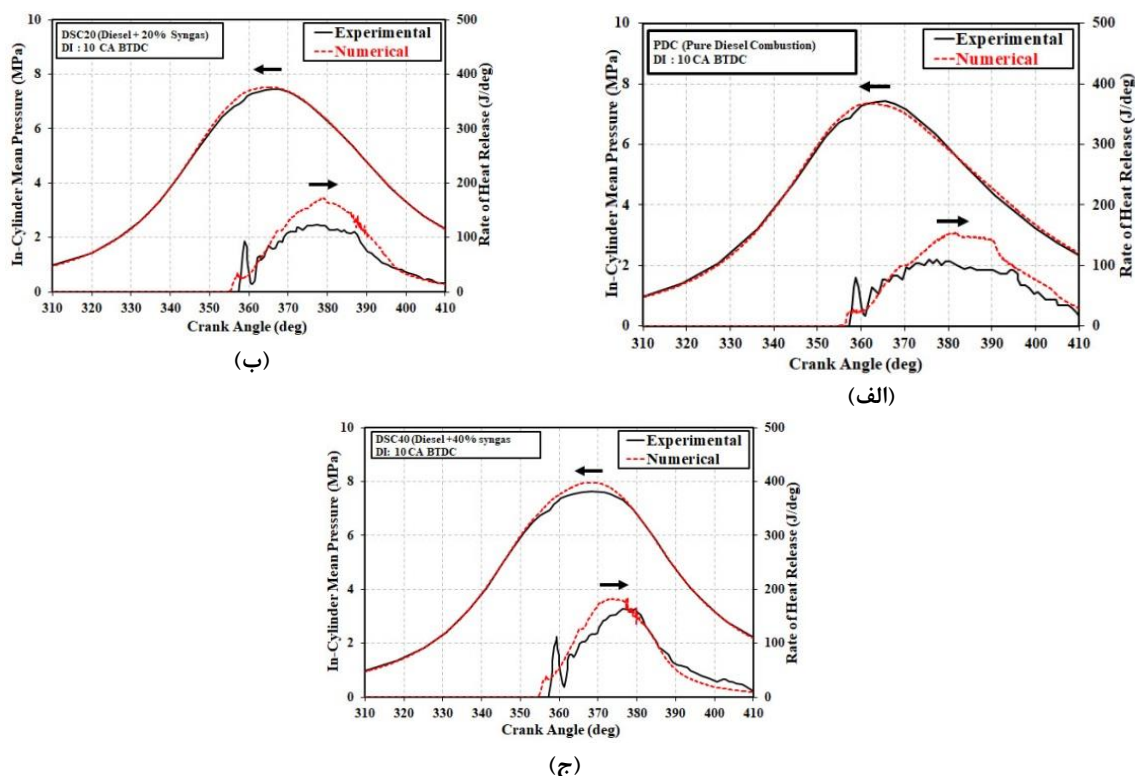 DSC20 (Diesel + 20% Syngas)
DI : 10 CA BTDC
Experimental
Numerical
In-Cylinder Mean Pressure (MPa)
10
8
6
4
2
0
500
400
300
200
100
0
Rate of Heat Release (J/deg)
310 320 330 340 350 360 370 380 390 400 410
Crank Angle (deg)
(ب)
PDC (Pure Diesel Combustion)
DI : 10 CA BTDC
Experimental
Numerical
In-Cylinder Mean Pressure (MPa)
10
8
6
4
2
0
500
400
300
200
100
0
Rate of Heat Release (J/deg)
310 320 330 340 350 360 370 380 390 400 410
Crank Angle (deg)
(الف)
DSC40 (Diesel +40% syngas
DI: 10 CA BTDC
Experimental
Numerical
In-Cylinder Mean Pressure (MPa)
10
8
6
4
2
0
500
400
300
200
100
0
Rate of Heat Release (J/deg)
310 320 330 340 350 360 370 380 390 400 410
Crank Angle (deg)
(ج)